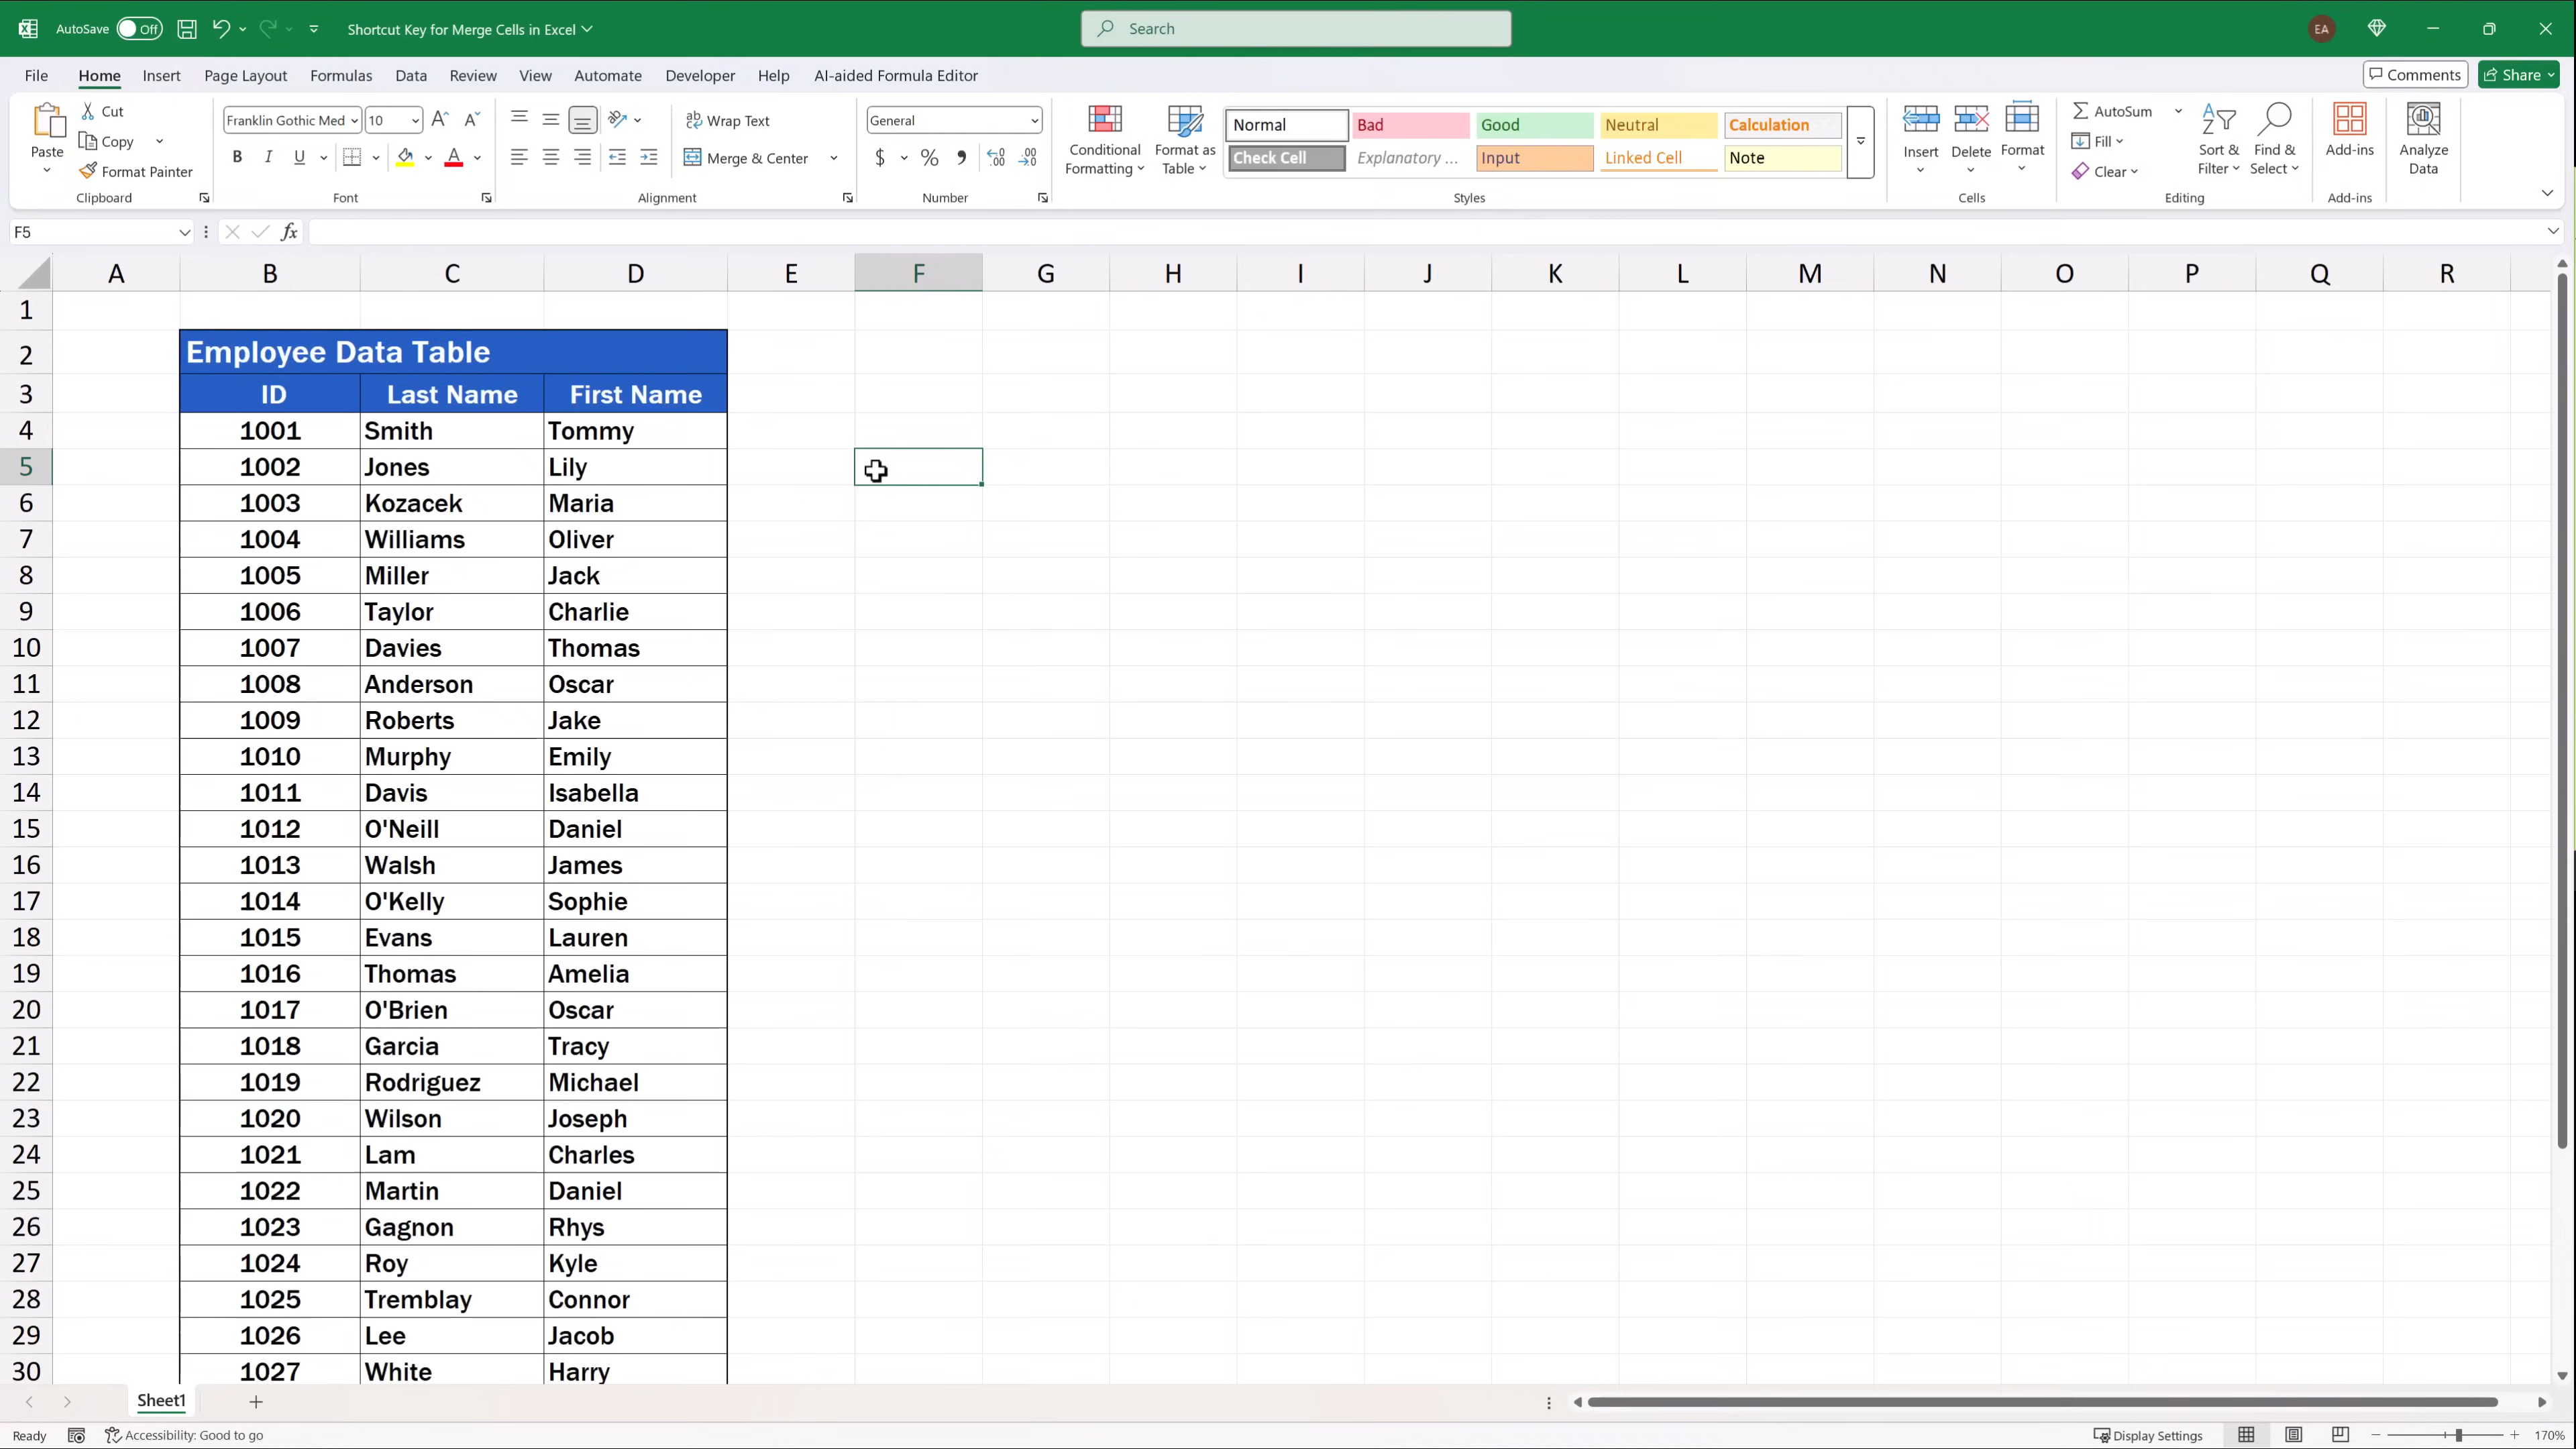 AutoSave Off Shortcut Key for Merge Cells in Excel Search EA
File Home Insert Page Layout Formulas Data Review View Automate Developer Help AI-aided Formula Editor Comments Share
Paste
Cut
Copy
Format Painter
Clipboard
Franklin Gothic Med 10 A A
B I U A
Font
ab Wrap Text
Merge & Center
Alignment
General
$ % ,
Number
Conditional Formatting
Format as Table
Normal Bad Good Neutral Calculation
Check Cell Explanatory ... Input Linked Cell Note
Styles
Insert Delete Format
Cells
AutoSum
Fill
Clear
Sort & Filter
Find & Select
Editing
Add-ins
Add-ins
Analyze Data
F5 fx
A B C D E F G H I J K L M N O P Q R
1
2 Employee Data Table
3 ID Last Name First Name
4 1001 Smith Tommy
5 1002 Jones Lily
6 1003 Kozacek Maria
7 1004 Williams Oliver
8 1005 Miller Jack
9 1006 Taylor Charlie
10 1007 Davies Thomas
11 1008 Anderson Oscar
12 1009 Roberts Jake
13 1010 Murphy Emily
14 1011 Davis Isabella
15 1012 O'Neill Daniel
16 1013 Walsh James
17 1014 O'Kelly Sophie
18 1015 Evans Lauren
19 1016 Thomas Amelia
20 1017 O'Brien Oscar
21 1018 Garcia Tracy
22 1019 Rodriguez Michael
23 1020 Wilson Joseph
24 1021 Lam Charles
25 1022 Martin Daniel
26 1023 Gagnon Rhys
27 1024 Roy Kyle
28 1025 Tremblay Connor
29 1026 Lee Jacob
30 1027 White Harry
Sheet1
Ready Accessibility: Good to go Display Settings 170%